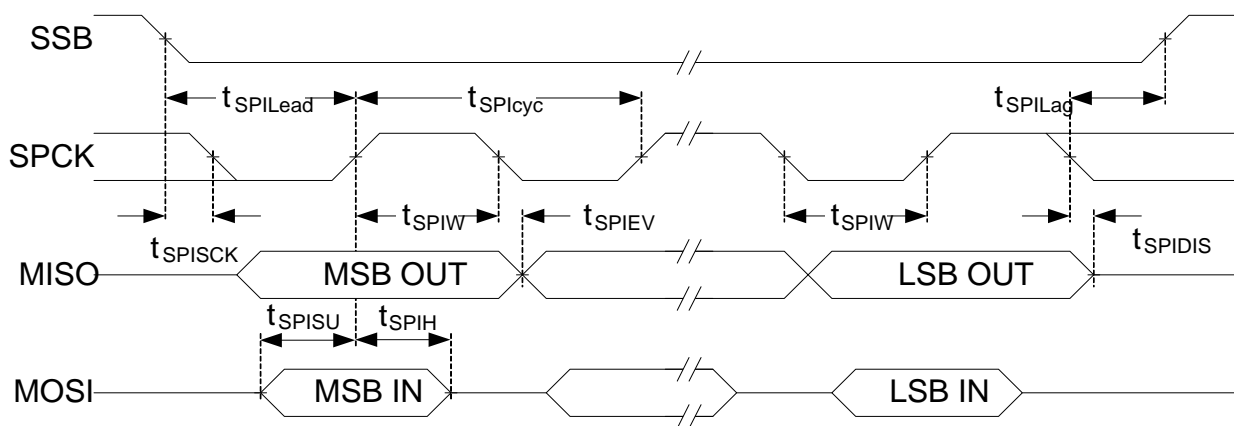 SSB
tSPILead
tSPIcyc
tSPILag
SPCK
tSPIW
tSPIEV
tSPIW
tSPISCK
tSPIDIS
MISO
MSB OUT
LSB OUT
tSPISU
tSPIH
MOSI
MSB IN
LSB IN